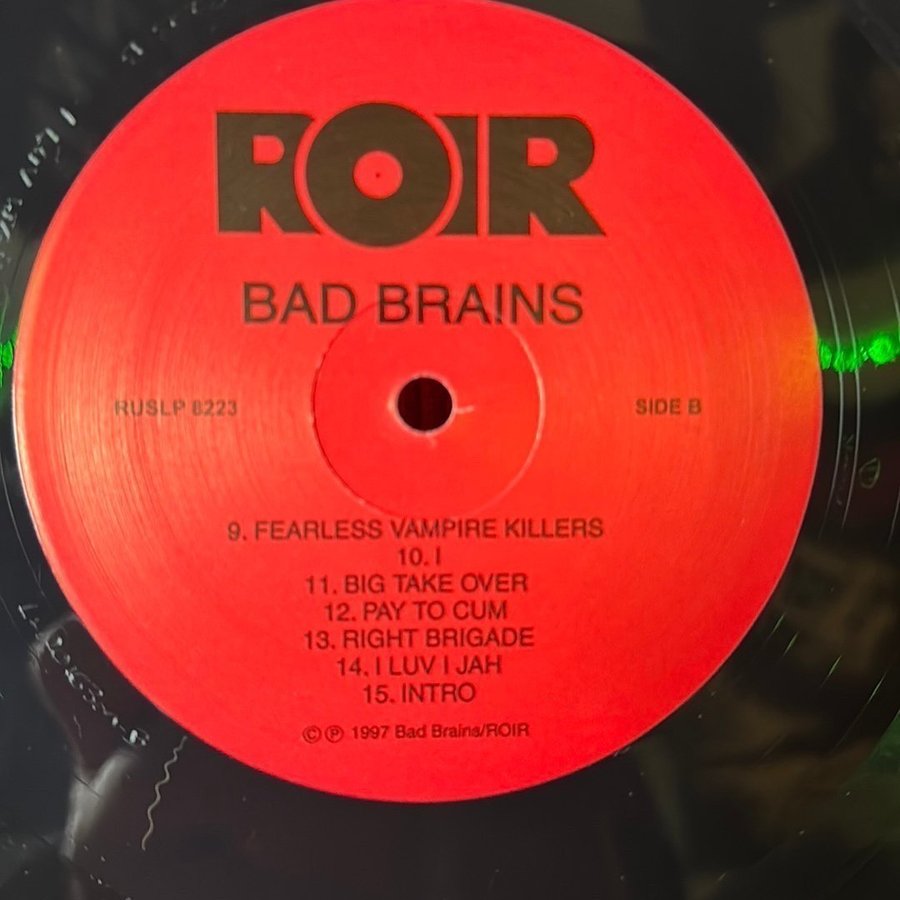 ROIR
BAD BRAINS
RUSLP 8223
SIDE B
9. FEARLESS VAMPIRE KILLERS
10. I
11. BIG TAKE OVER
12. PAY TO CUM
13. RIGHT BRIGADE
14. I LUV I JAH
15. INTRO
© ℗ 1997 Bad Brains/ROIR